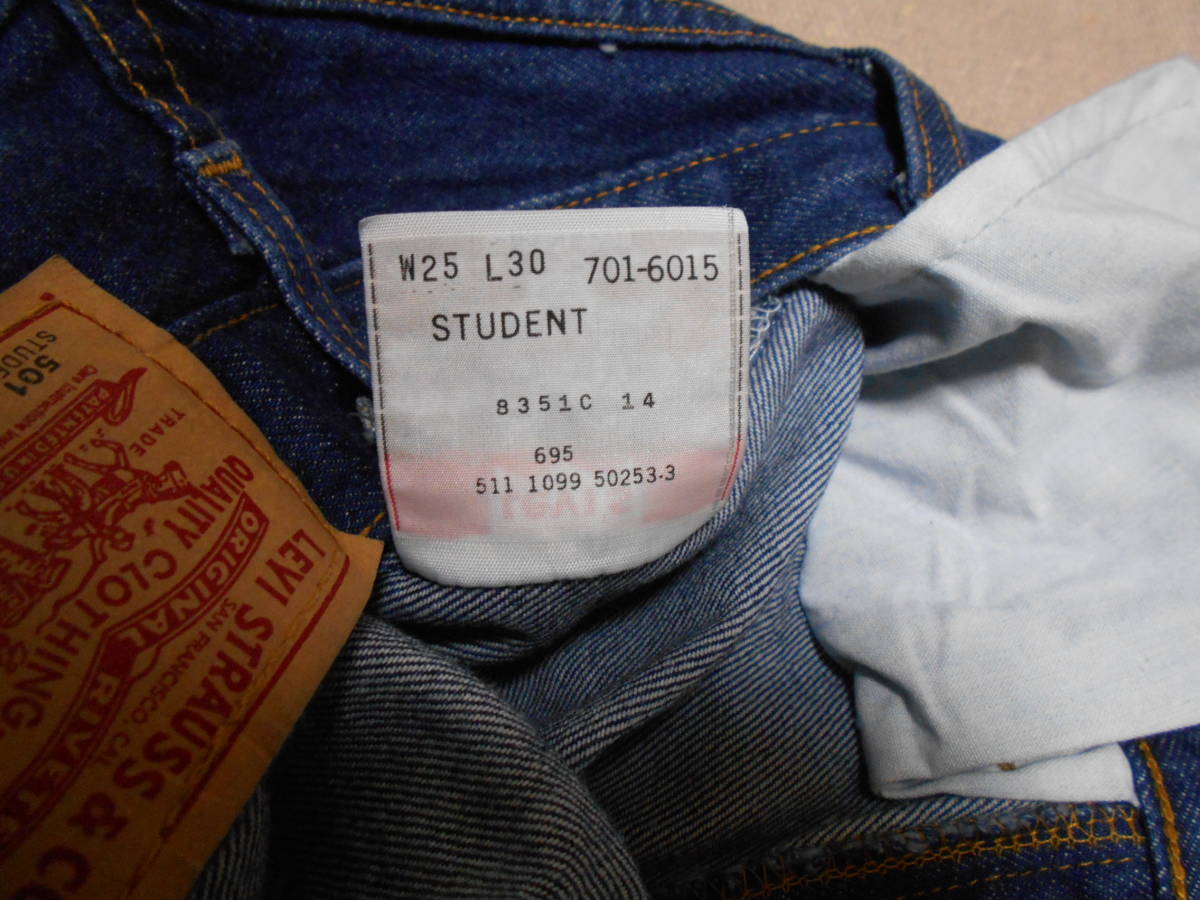 W25 L30 701-6015
STUDENT
8351C 14
695
511 1099 50253-3
501
TRADE
QUALITY CLOTHING
ORIGINAL RIVET
LEVI STRAUSS & C
SAN FRANCISCO, CAL